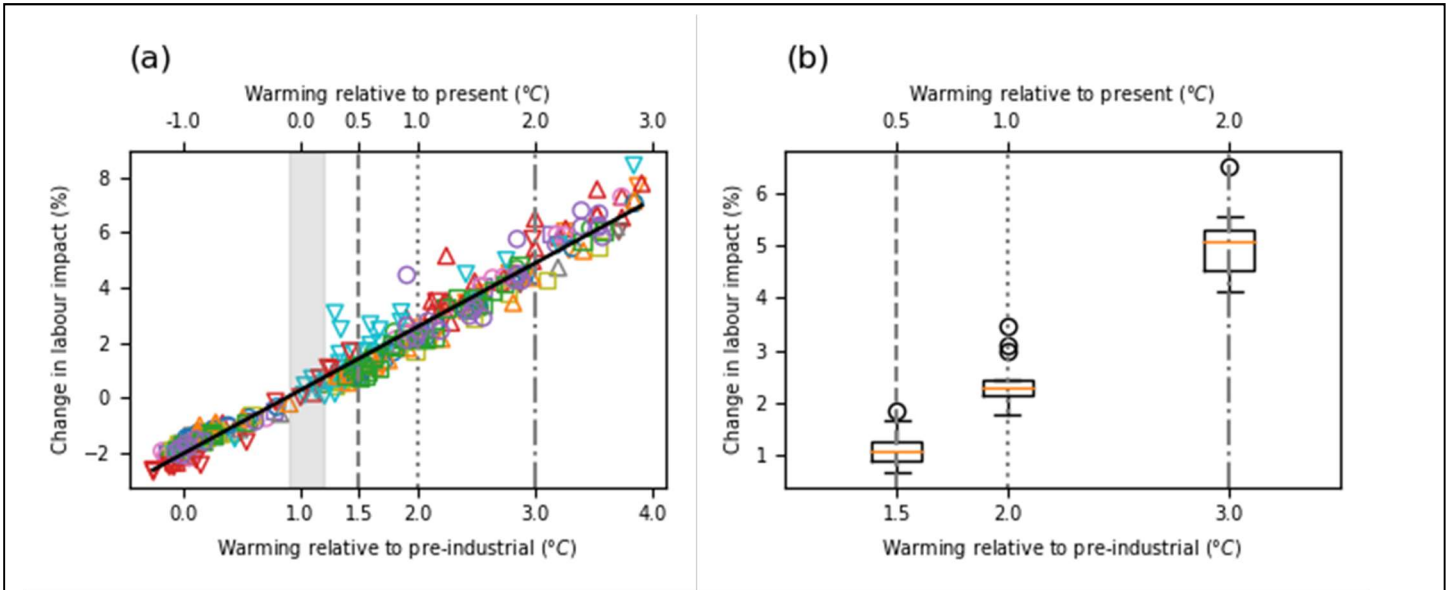 (a)
Warming relative to present (°C)
-1.0 0.0 0.5 1.0 2.0 3.0
Change in labour impact (%)
8
6
4
2
0
−2
0.0 1.0 1.5 2.0 3.0 4.0
Warming relative to pre-industrial (°C)
(b)
Warming relative to present (°C)
0.5 1.0 2.0
Change in labour impact (%)
6
5
4
3
2
1
1.5 2.0 3.0
Warming relative to pre-industrial (°C)